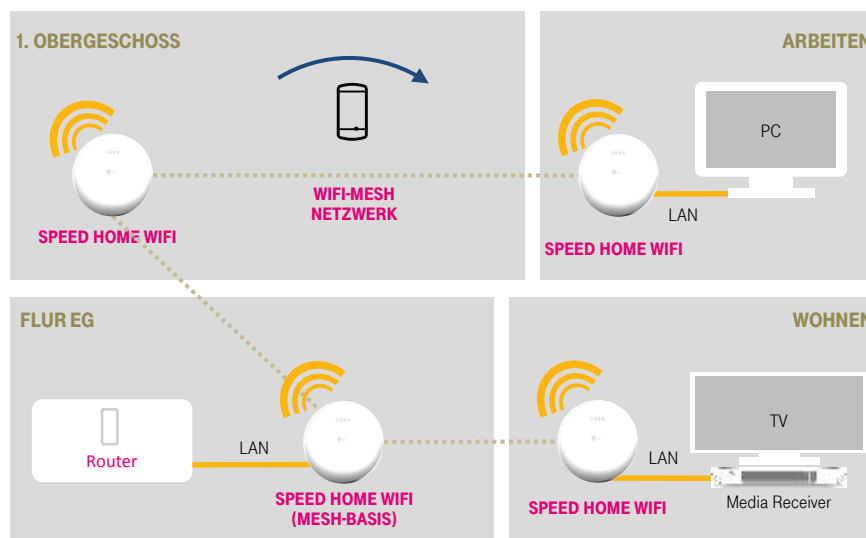 1. OBERGESCHOSS
WIFI-MESH
NETZWERK
SPEED HOME WIFI
ARBEITEN
PC
LAN
SPEED HOME WIFI
FLUR EG
Router
LAN
SPEED HOME WIFI
(MESH-BASIS)
WOHNEN
TV
LAN
SPEED HOME WIFI
Media Receiver